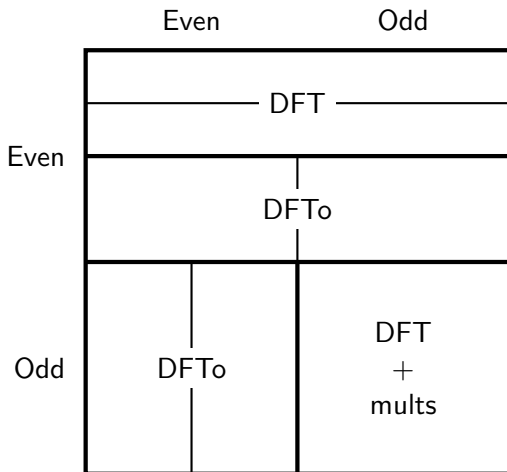 Even Odd
DFT
Even
DFTo
Odd
DFTo
DFT
+
mults